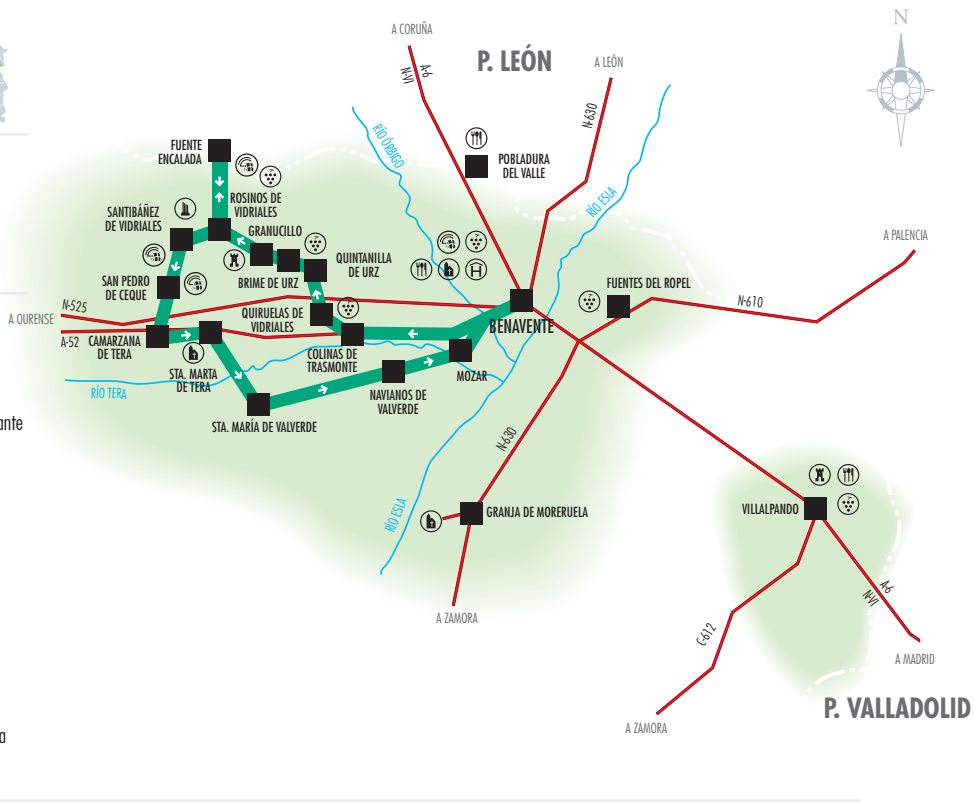 N
A CORUÑA
P. LEÓN
A LEÓN
A-6
N-VI
N-630
RÍO ÓRBIGO
FUENTE
ENCALADA
POBLADURA
DEL VALLE
RÍO ESLA
ROSINOS DE
VIDRIALES
SANTIBÁÑEZ
DE VIDRIALES
GRANUCILLO
A PALENCIA
QUINTANILLA
DE URZ
SAN PEDRO
DE CEQUE
BRIME DE URZ
FUENTES DEL ROPEL
N-610
N-525
A OURENSE
A-52
QUIRUELAS DE
VIDRIALES
BENAVENTE
CAMARZANA
DE TERA
COLINAS DE
TRASMONTE
STA. MARTA
DE TERA
MOZAR
RÍO TERA
NAVIANOS DE
VALVERDE
ante
STA. MARÍA DE VALVERDE
N-630
RÍO ESLA
GRANJA DE MORERUELA
VILLALPANDO
A ZAMORA
A-6
N-VI
C-612
A MADRID
P. VALLADOLID
A ZAMORA
a